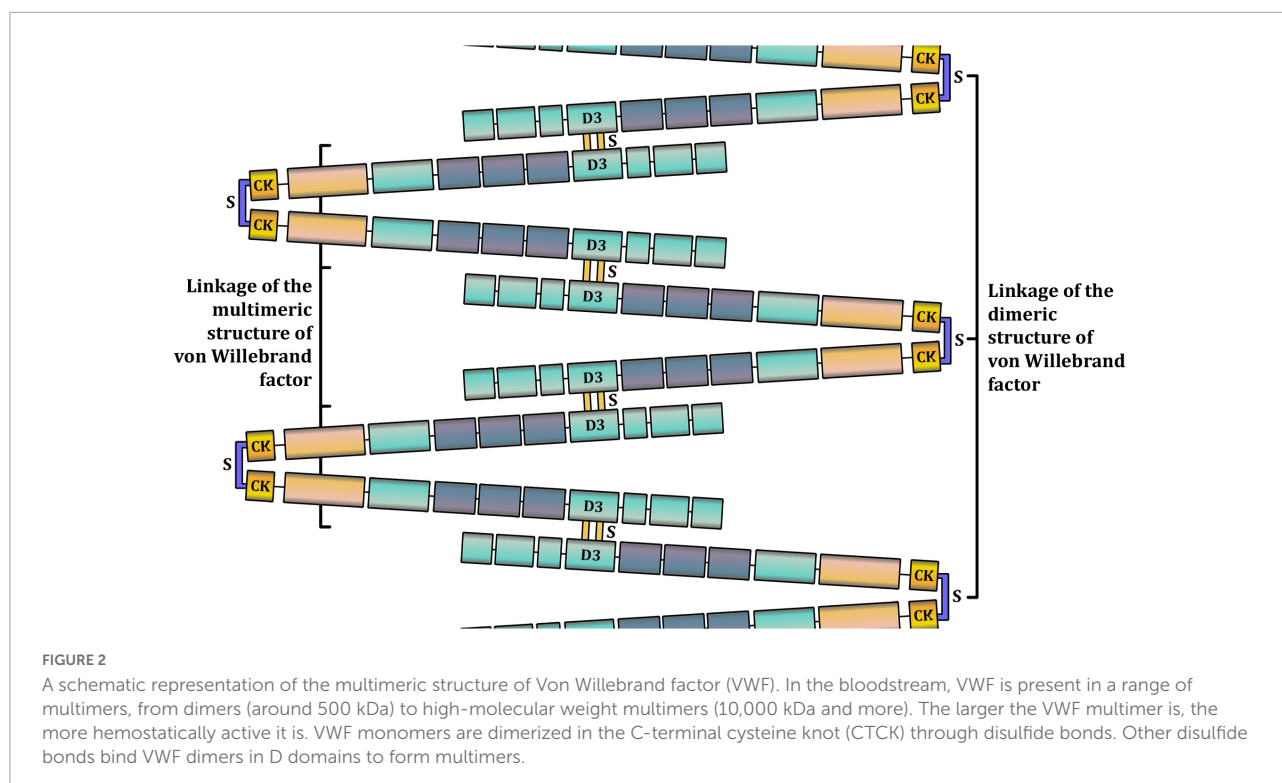 CK
S
CK
D3
S
D3
CK
S
CK
D3
S
D3
CK
S
CK
Linkage of the
multimeric
structure of
von Willebrand
factor
Linkage of the
dimeric
structure of
von Willebrand
factor
D3
S
D3
CK
S
CK
D3
S
D3
CK
S
CK
FIGURE 2
A schematic representation of the multimeric structure of Von Willebrand factor (VWF). In the bloodstream, VWF is present in a range of
multimers, from dimers (around 500 kDa) to high-molecular weight multimers (10,000 kDa and more). The larger the VWF multimer is, the
more hemostatically active it is. VWF monomers are dimerized in the C-terminal cysteine knot (CTCK) through disulfide bonds. Other disulfide
bonds bind VWF dimers in D domains to form multimers.